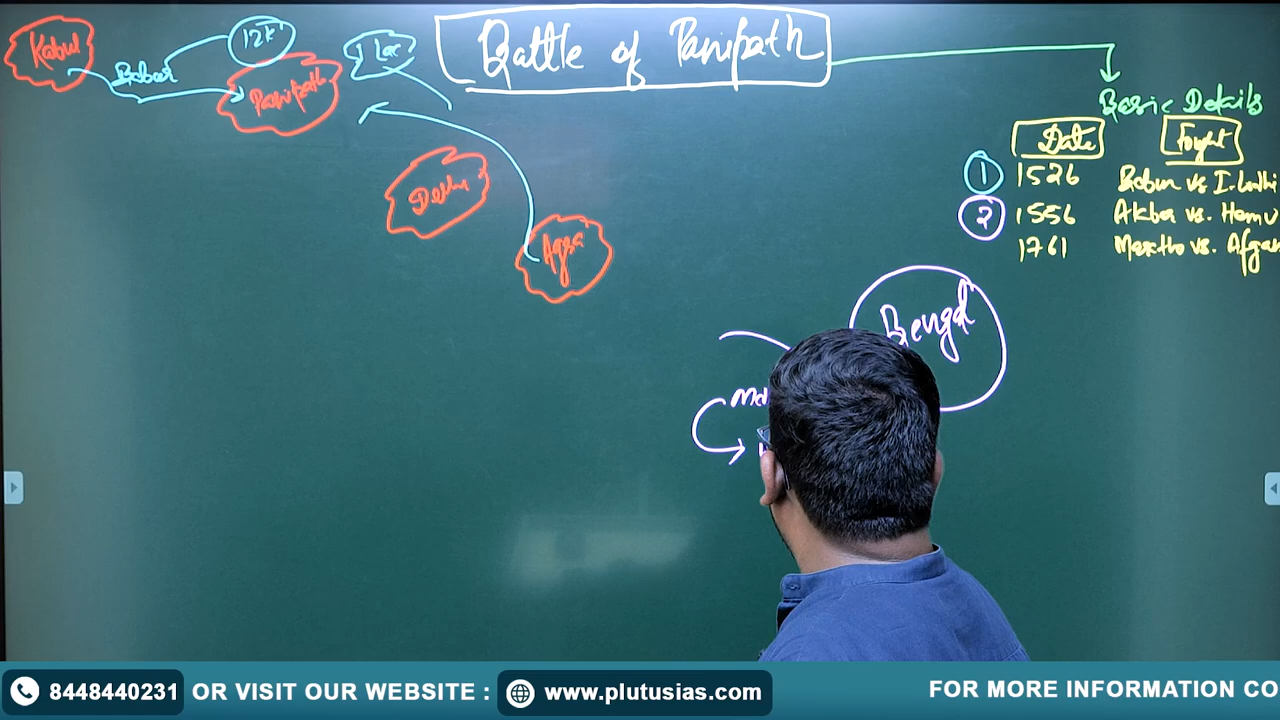 Battle of Panipath
Kabul
Babar
12K
Panipath
1 Lac
Delhi
Agra
Basic Details
Date Fought
1 1526 Babur vs I. Lodhi
2 1556 Akbar vs. Hemu
1761 Martha vs. Afgan
Bengal
8448440231 OR VISIT OUR WEBSITE : www.plutusias.com
FOR MORE INFORMATION CO